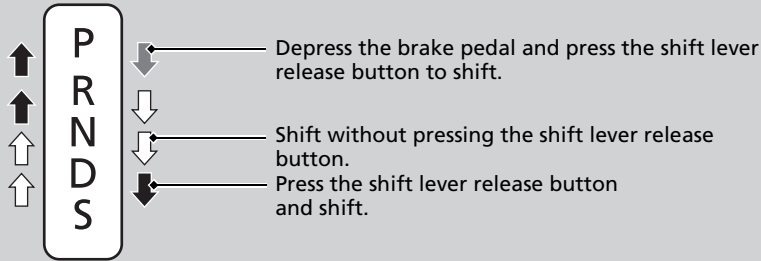 P
R
N
D
S
Depress the brake pedal and press the shift lever
release button to shift.
Shift without pressing the shift lever release
button.
Press the shift lever release button
and shift.